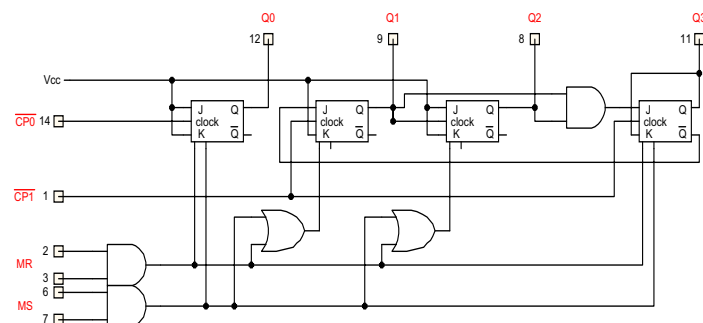 Q0 Q1 Q2 Q3
12 9 8 11
Vcc
J Q J Q J Q J Q
CP0 14 clock clock clock clock
K Q K Q K Q K Q
CP1 1
2
MR
3
6
MS
7